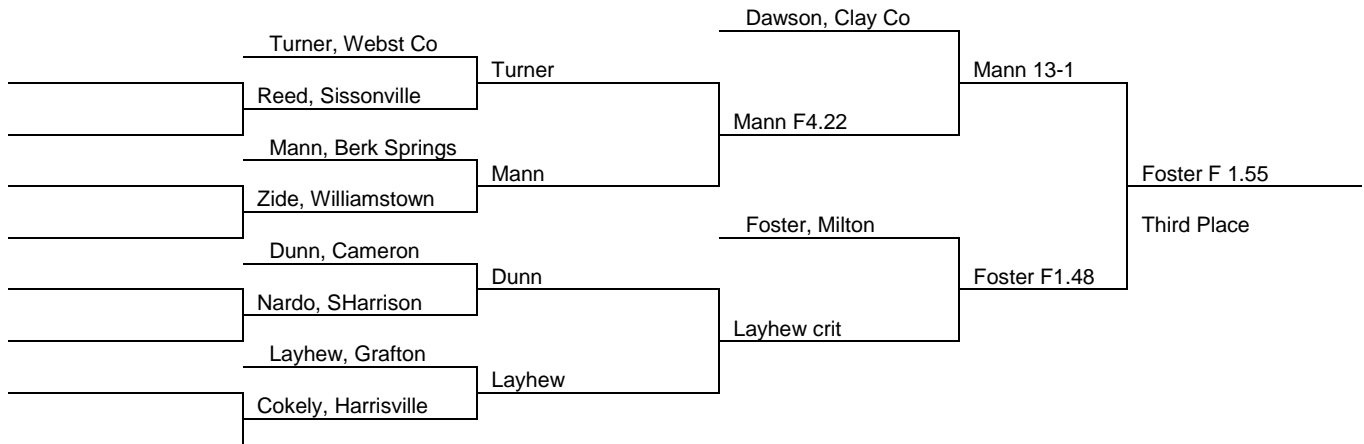 Dawson, Clay Co
Turner, Webst Co
Turner
Mann 13-1
Reed, Sissonville
Mann F4.22
Mann, Berk Springs
Mann
Foster F 1.55
Zide, Williamstown
Foster, Milton
Third Place
Dunn, Cameron
Dunn
Foster F1.48
Nardo, SHarrison
Layhew crit
Layhew, Grafton
Layhew
Cokely, Harrisville